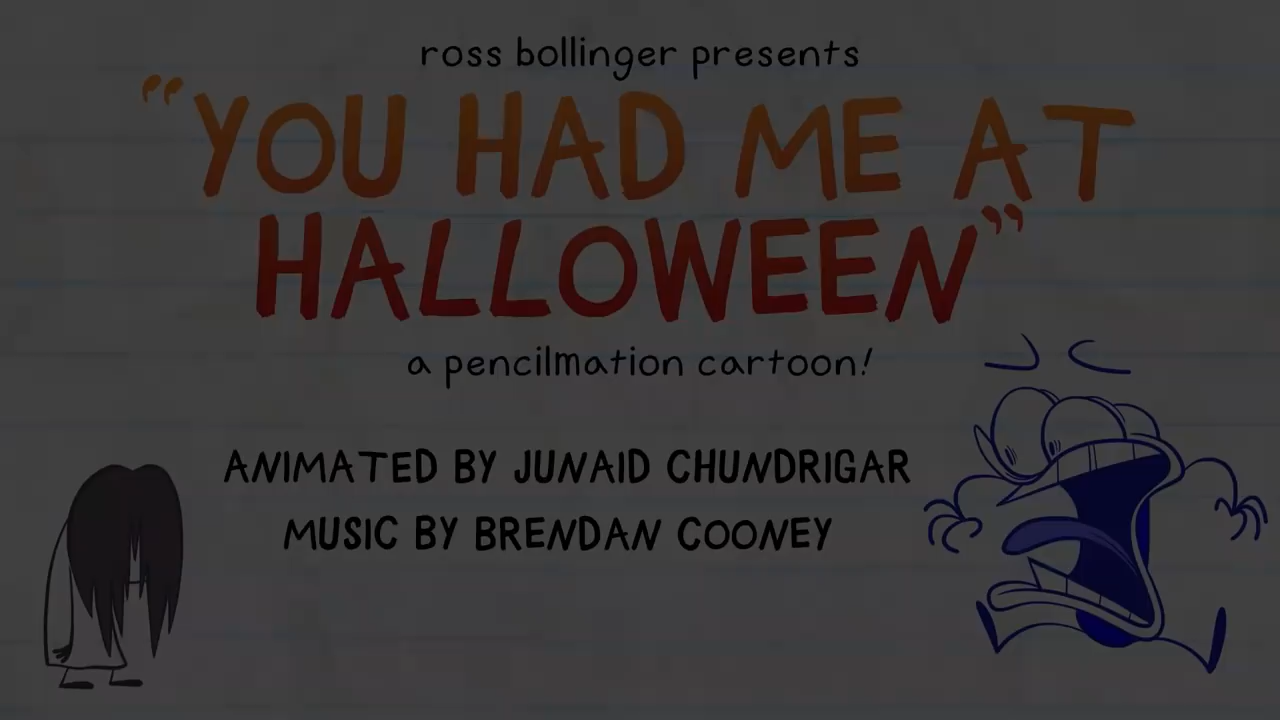 ross bollinger presents
"YOU HAD ME AT
HALLOWEEN"
a pencilmation cartoon!
ANIMATED BY JUNAID CHUNDRIGAR
MUSIC BY BRENDAN COONEY